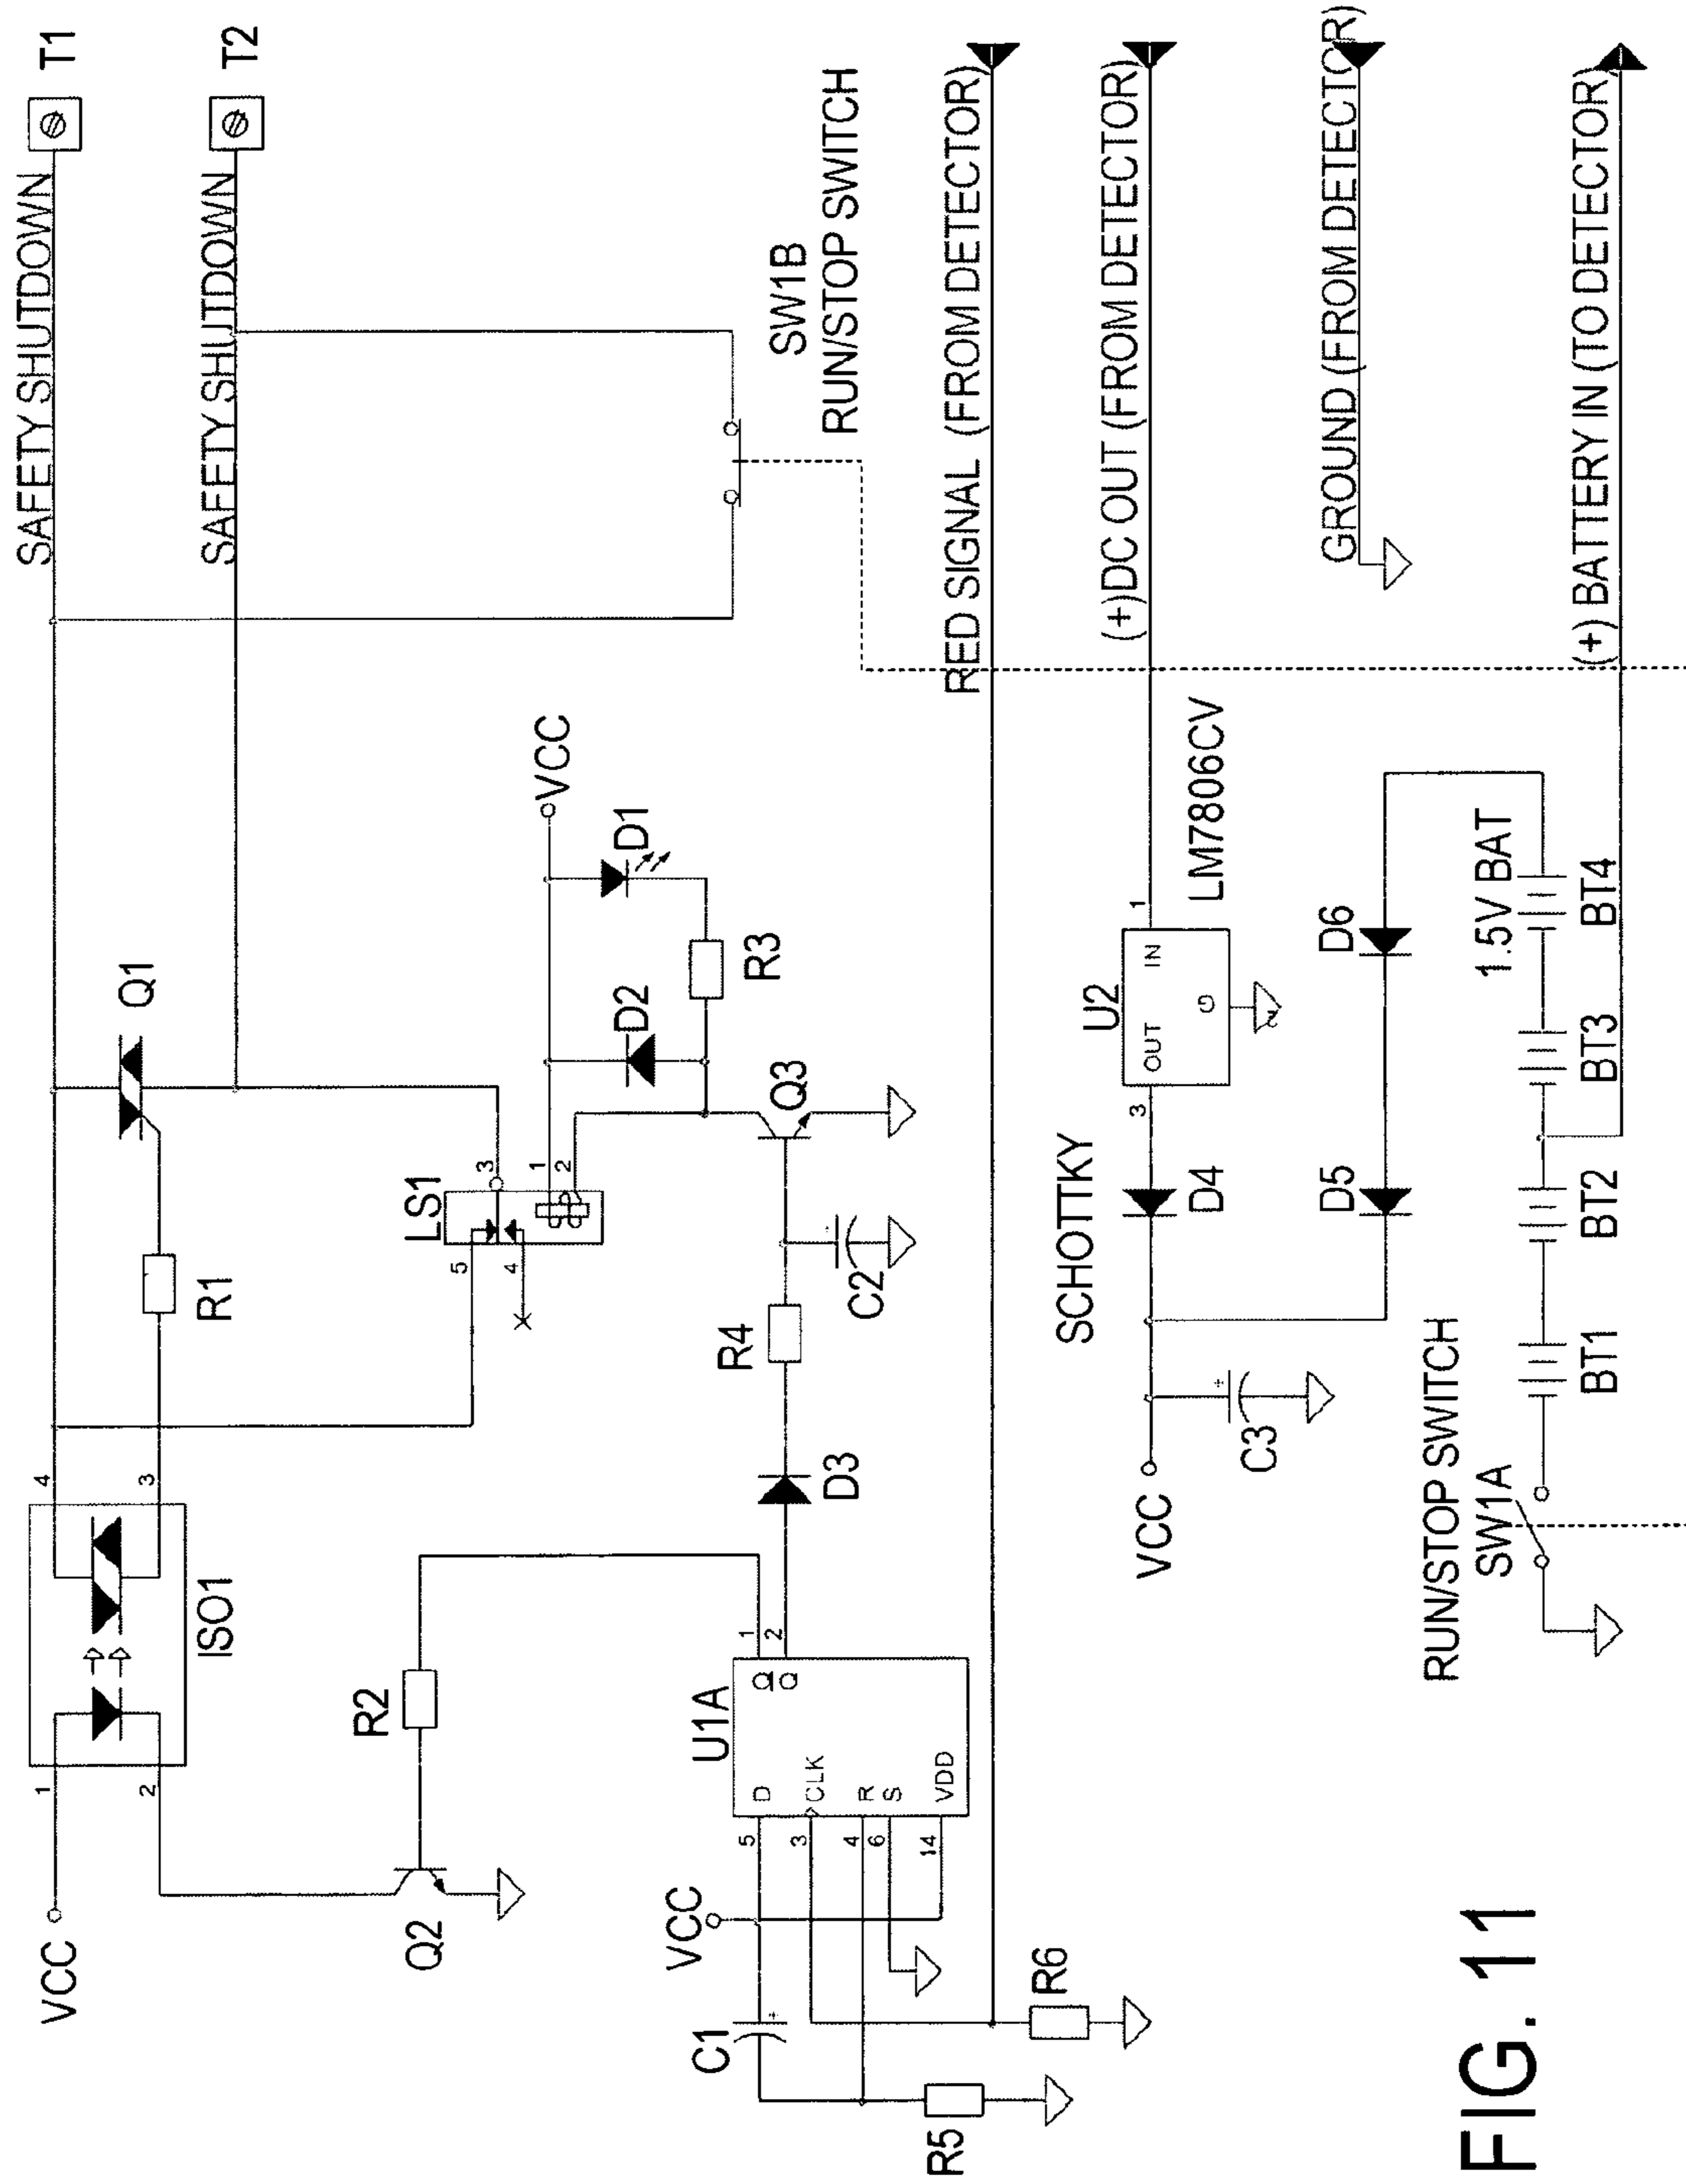 VCC
1
2
ISO1
4
3
R1
Q1
SAFETY SHUTDOWN
T1
SAFETY SHUTDOWN
T2
Q2
R2
LS1
5
4
3
1
2
VCC
D1
D2
R3
Q3
SW1B
RUN/STOP SWITCH
VCC
C1
R5
R6
U1A
5
3
4
6
14
D
CLK
R
S
VDD
Q
Q
1
2
D3
R4
C2
RED SIGNAL (FROM DETECTOR)
(+)DC OUT (FROM DETECTOR)
GROUND (FROM DETECTOR)
(+) BATTERY IN (TO DETECTOR)
VCC
C3
SCHOTTKY
D4
3
U2
OUT
IN
G
1
LM7806CV
D5
D6
RUN/STOP SWITCH
SW1A
BT1
BT2
BT3
BT4
1.5V BAT
FIG. 11